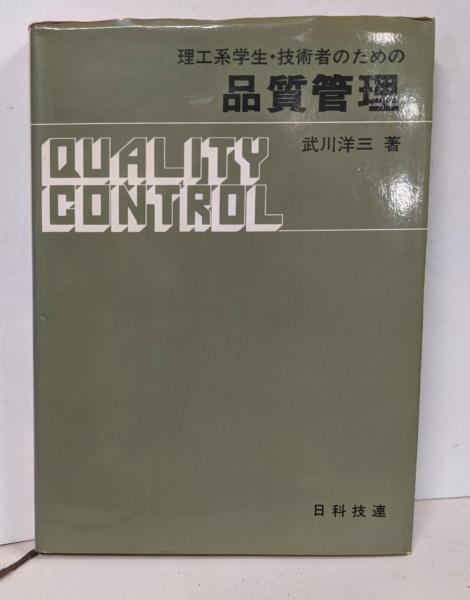 理工系学生・技術者のための
品質管理
QUALITY
CONTROL
武川洋三 著
日科技連